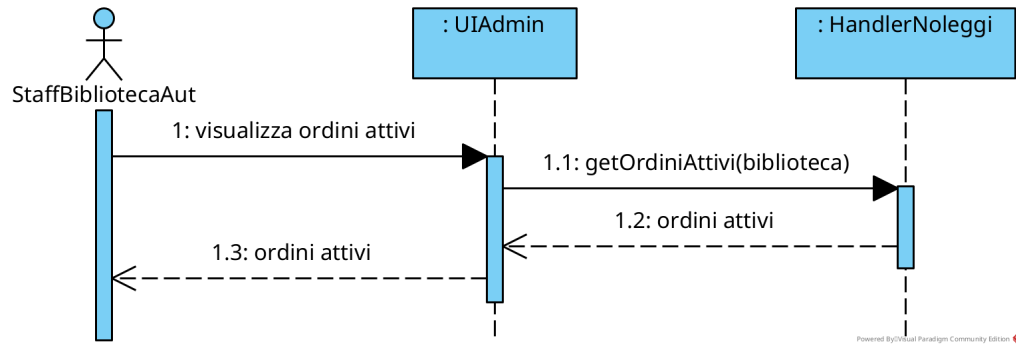 : UIAdmin
: HandlerNoleggi
StaffBibliotecaAut
1: visualizza ordini attivi
1.1: getOrdiniAttivi(biblioteca)
1.2: ordini attivi
1.3: ordini attivi
Powered By Visual Paradigm Community Edition